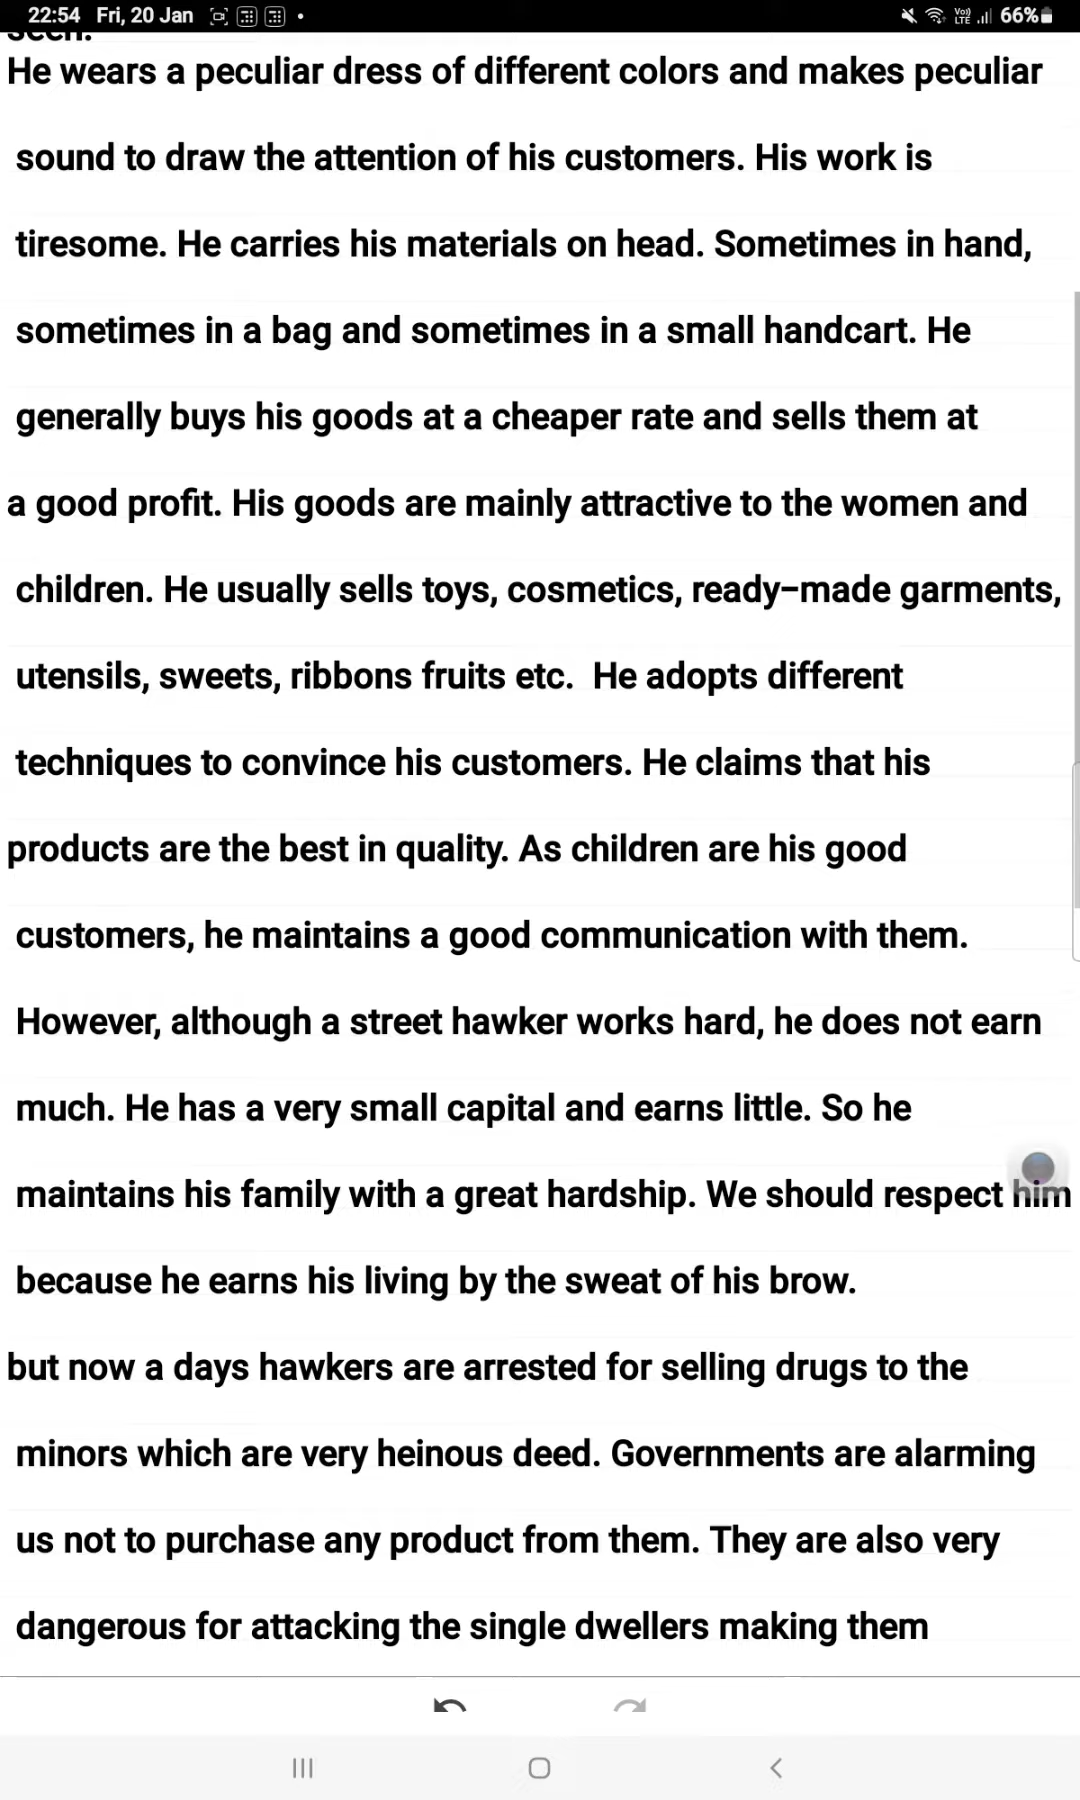 22:54 Fri, 20 Jan
Vo)) LTE 66%
seen.
He wears a peculiar dress of different colors and makes peculiar
sound to draw the attention of his customers. His work is
tiresome. He carries his materials on head. Sometimes in hand,
sometimes in a bag and sometimes in a small handcart. He
generally buys his goods at a cheaper rate and sells them at
a good profit. His goods are mainly attractive to the women and
children. He usually sells toys, cosmetics, ready-made garments,
utensils, sweets, ribbons fruits etc.  He adopts different
techniques to convince his customers. He claims that his
products are the best in quality. As children are his good
customers, he maintains a good communication with them.
However, although a street hawker works hard, he does not earn
much. He has a very small capital and earns little. So he
maintains his family with a great hardship. We should respect him
because he earns his living by the sweat of his brow.
but now a days hawkers are arrested for selling drugs to the
minors which are very heinous deed. Governments are alarming
us not to purchase any product from them. They are also very
dangerous for attacking the single dwellers making them